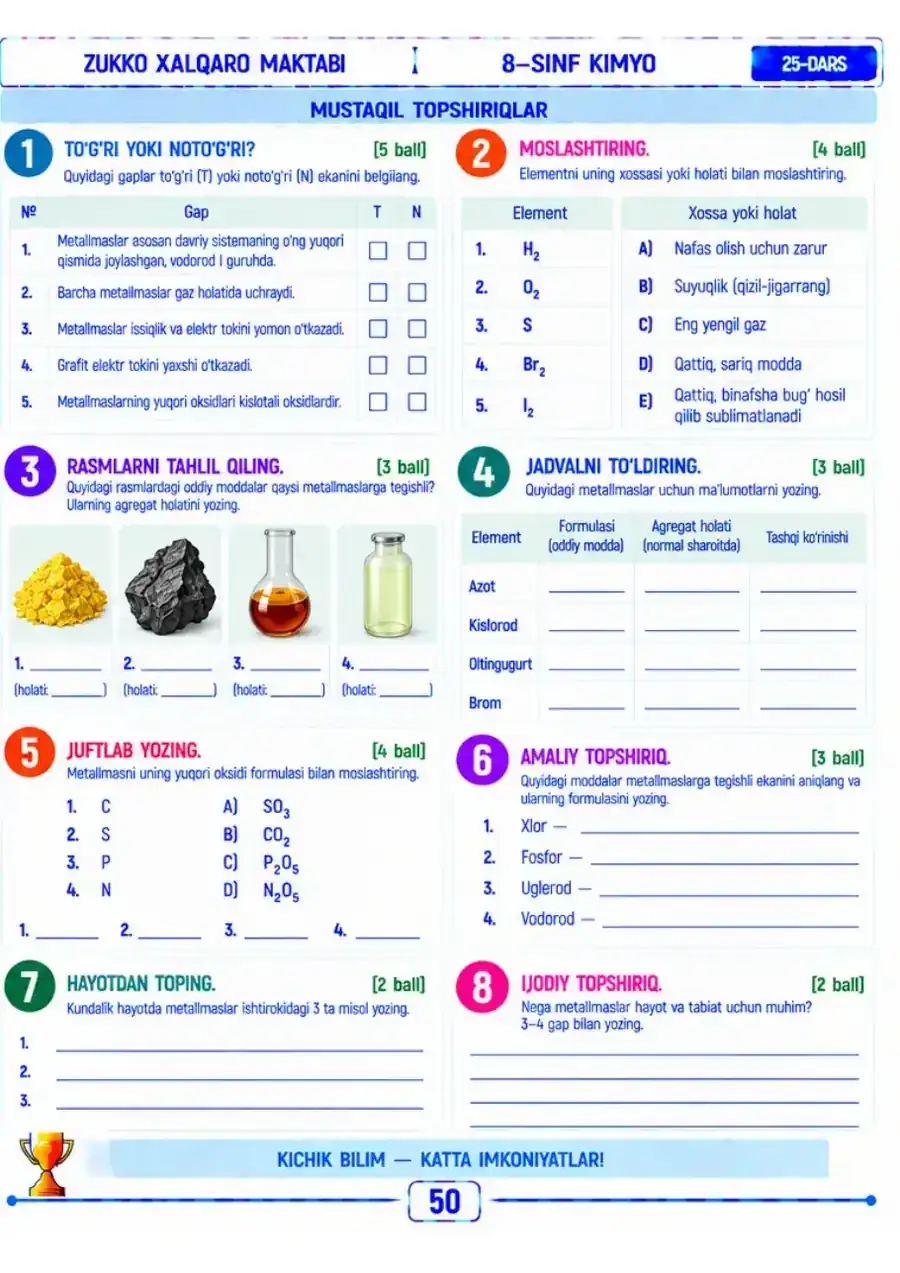 ZUKKO XALQARO MAKTABI
8–SINF KIMYO
25-DARS
MUSTAQIL TOPSHIRIQLAR
1 TO‘G‘RI YOKI NOTO‘G‘RI? [5 ball]
Quyidagi gaplar to‘g‘ri (T) yoki noto‘g‘ri (N) ekanini belgilang.
№ Gap T N
1. Metallmaslar asosan davriy sistemaning o‘ng yuqori
qismida joylashgan, vodorod I guruhda.
2. Barcha metallmaslar gaz holatida uchraydi.
3. Metallmaslar issiqlik va elektr tokini yomon o‘tkazadi.
4. Grafit elektr tokini yaxshi o‘tkazadi.
5. Metallmaslarning yuqori oksidlari kislotali oksidlardir.
2 MOSLASHTIRING. [4 ball]
Elementni uning xossasi yoki holati bilan moslashtiring.
Element Xossa yoki holat
1. H₂ A) Nafas olish uchun zarur
2. O₂ B) Suyuqlik (qizil-jigarrang)
3. S C) Eng yengil gaz
4. Br₂ D) Qattiq, sariq modda
5. I₂ E) Qattiq, binafsha bug‘ hosil
qilib sublimatlanadi
3 RASMLARNI TAHLIL QILING. [3 ball]
Quyidagi rasmlardagi oddiy moddalar qaysi metallmaslarga tegishli?
Ularning agregat holatini yozing.
1. ________ 2. ________ 3. ________ 4. ________
(holati: ______) (holati: ______) (holati: ______) (holati: ______)
4 JADVALNI TO‘LDIRING. [3 ball]
Quyidagi metallmaslar uchun ma’lumotlarni yozing.
Element Formulasi (oddiy modda) Agregat holati (normal sharoitda) Tashqi ko‘rinishi
Azot
Kislorod
Oltingugurt
Brom
5 JUFTLAB YOZING. [4 ball]
Metallmasni uning yuqori oksidi formulasi bilan moslashtiring.
1. C A) SO₃
2. S B) CO₂
3. P C) P₂O₅
4. N D) N₂O₅
1. ________ 2. ________ 3. ________ 4. ________
6 AMALIY TOPSHIRIQ. [3 ball]
Quyidagi moddalar metallmaslarga tegishli ekanini aniqlang va
ularning formulasini yozing.
1. Xlor — ________
2. Fosfor — ________
3. Uglerod — ________
4. Vodorod — ________
7 HAYOTDAN TOPING. [2 ball]
Kundalik hayotda metallmaslar ishtirokidagi 3 ta misol yozing.
1. ________
2. ________
3. ________
8 IJODIY TOPSHIRIQ. [2 ball]
Nega metallmaslar hayot va tabiat uchun muhim?
3–4 gap bilan yozing.
KICHIK BILIM — KATTA IMKONIYATLAR!
50